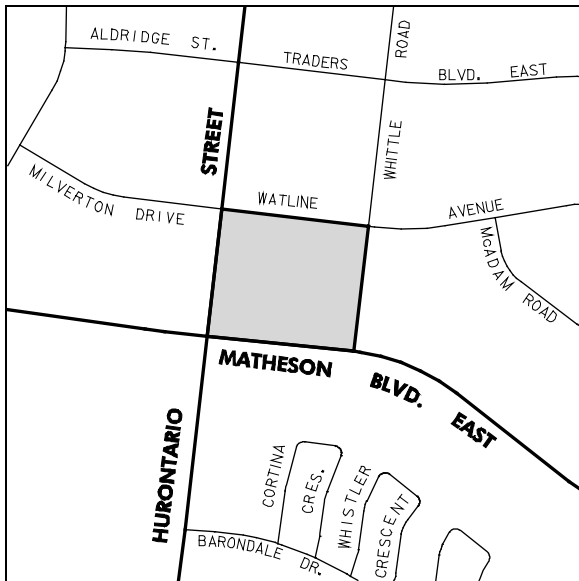 ALDRIDGE ST.
TRADERS
BLVD. EAST
ROAD
WHITTLE
STREET
MILVERTON DRIVE
WATLINE
AVENUE
McADAM ROAD
MATHESON
BLVD.
EAST
HURONTARIO
CORTINA
CRES.
WHISTLER
CRESCENT
BARONDALE DR.